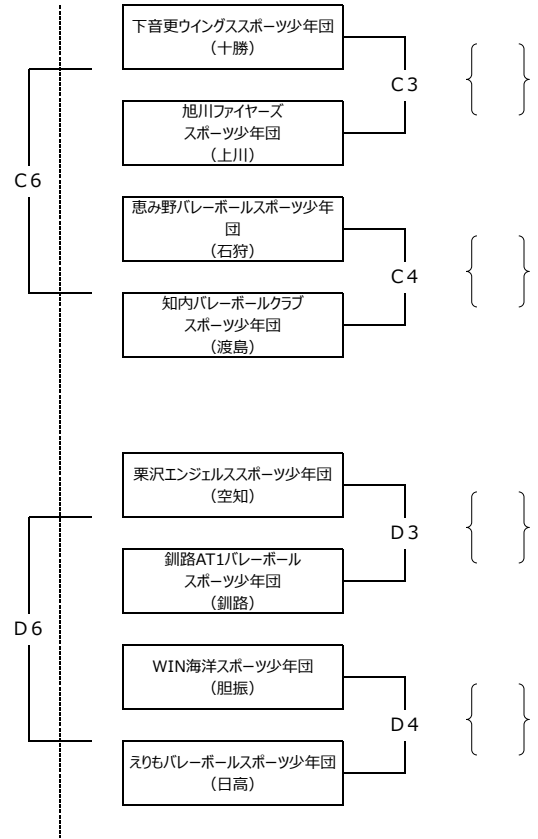 下音更ウイングススポーツ少年団
（十勝）
C３
旭川ファイヤーズ
スポーツ少年団
（上川）
C６
恵み野バレーボールスポーツ少年
団
（石狩）
C４
知内バレーボールクラブ
スポーツ少年団
（渡島）
栗沢エンジェルススポーツ少年団
（空知）
D３
釧路AT1バレーボール
スポーツ少年団
（釧路）
D６
WIN海洋スポーツ少年団
（胆振）
D４
えりもバレーボールスポーツ少年団
（日高）